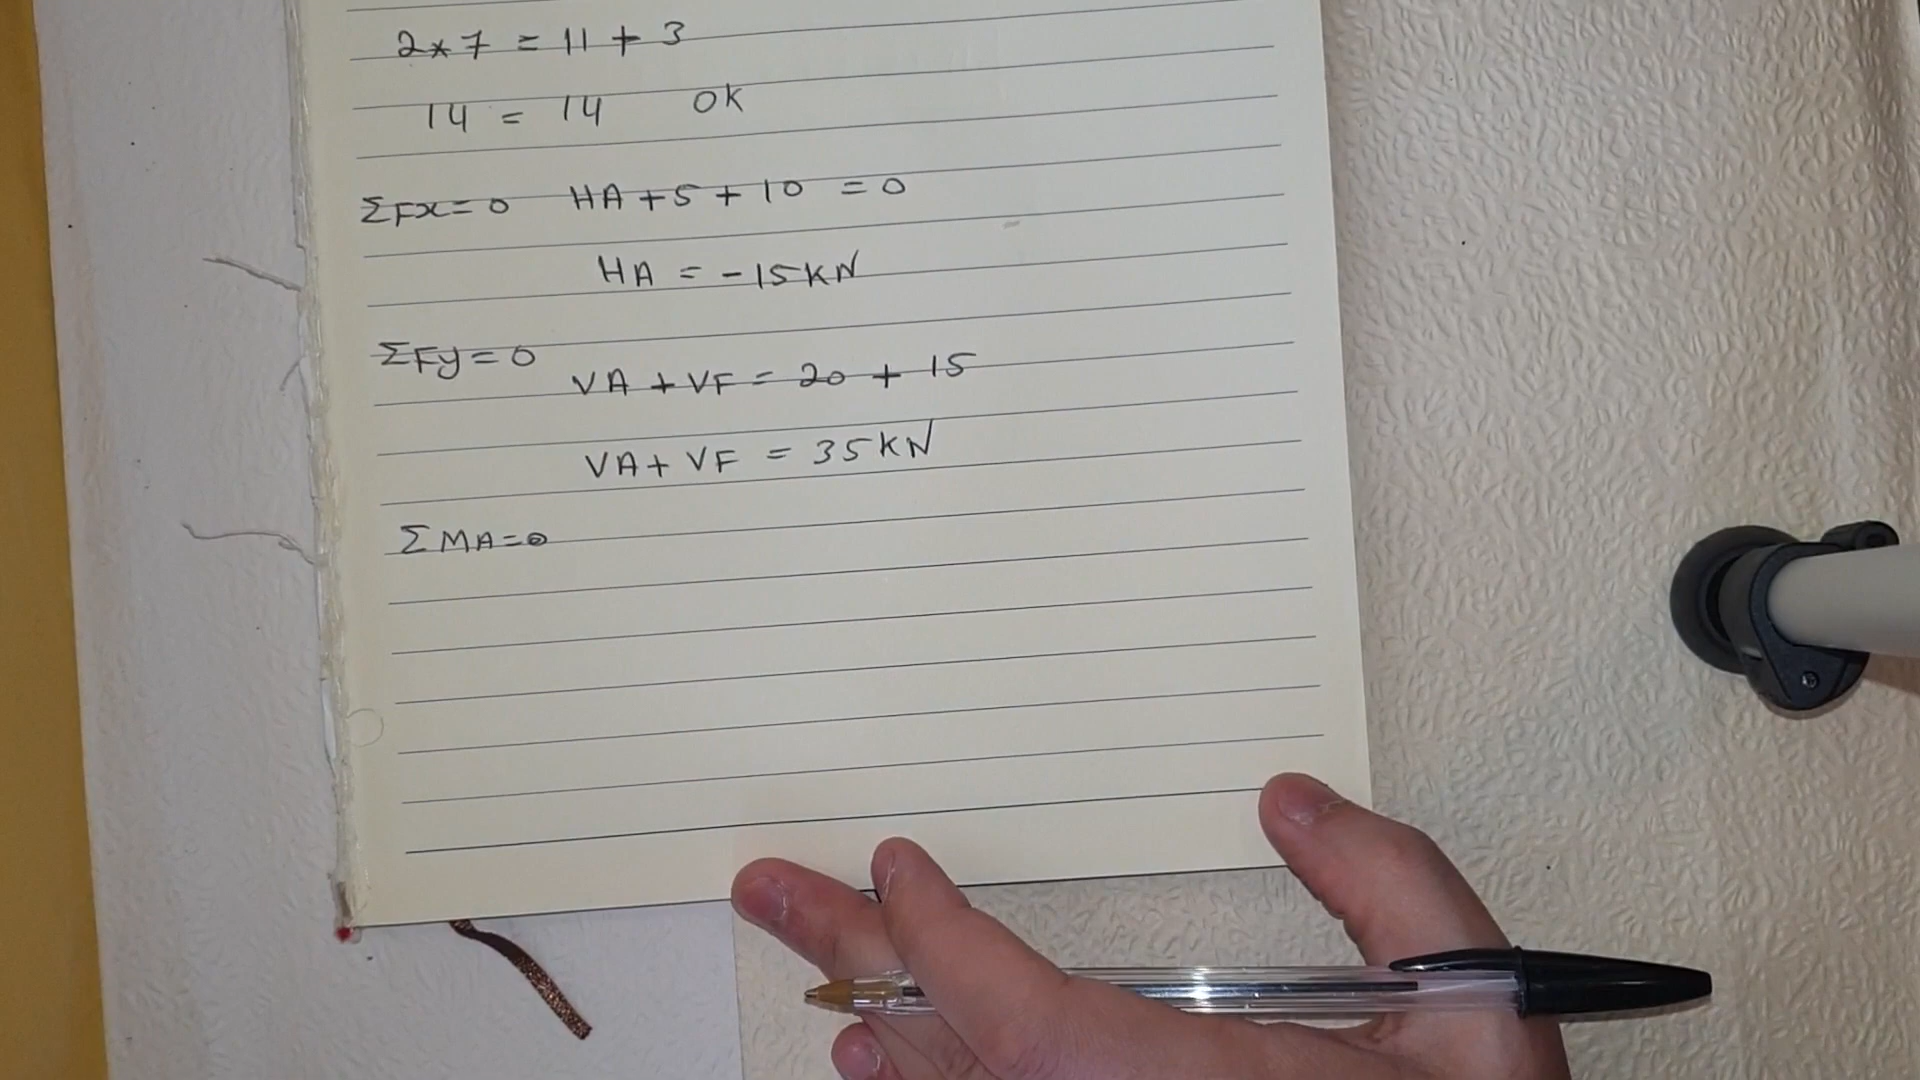 2*7 = 11 + 3
14 = 14 OK
ΣFx=0 HA+5+10 =0
HA = -15KN
ΣFy=0 VA+VF = 20 + 15
VA+VF = 35KN
ΣMA=0